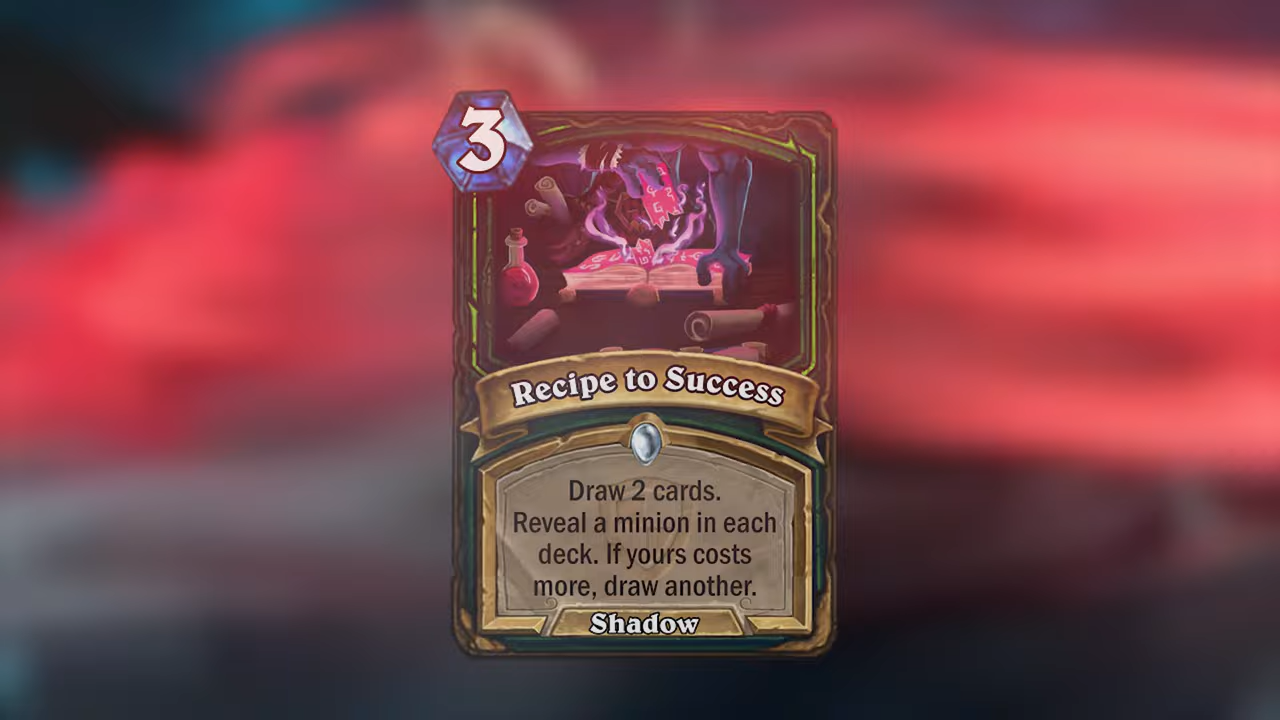 3
Recipe to Success
Draw 2 cards.
Reveal a minion in each
deck. If yours costs
more, draw another.
Shadow